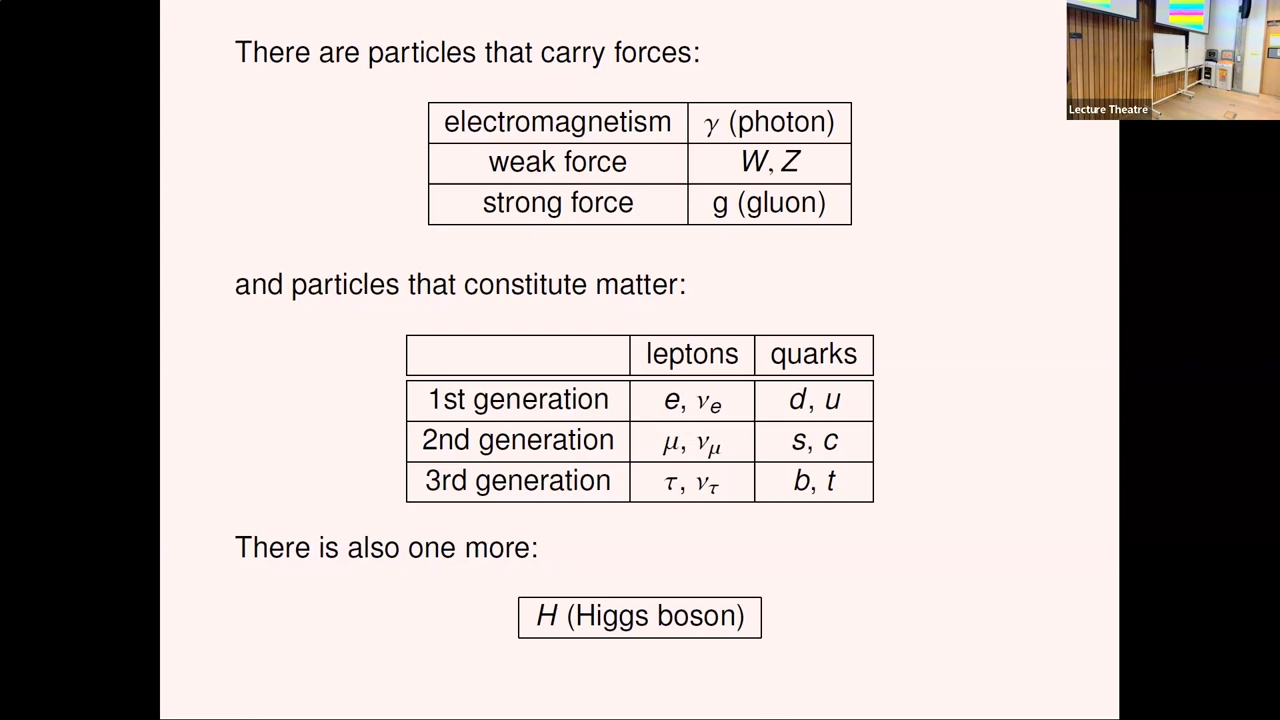 There are particles that carry forces:
electromagnetism γ (photon)
weak force W, Z
strong force g (gluon)
and particles that constitute matter:
leptons quarks
1st generation e, νe d, u
2nd generation μ, νμ s, c
3rd generation τ, ντ b, t
There is also one more:
H (Higgs boson)
Lecture Theatre